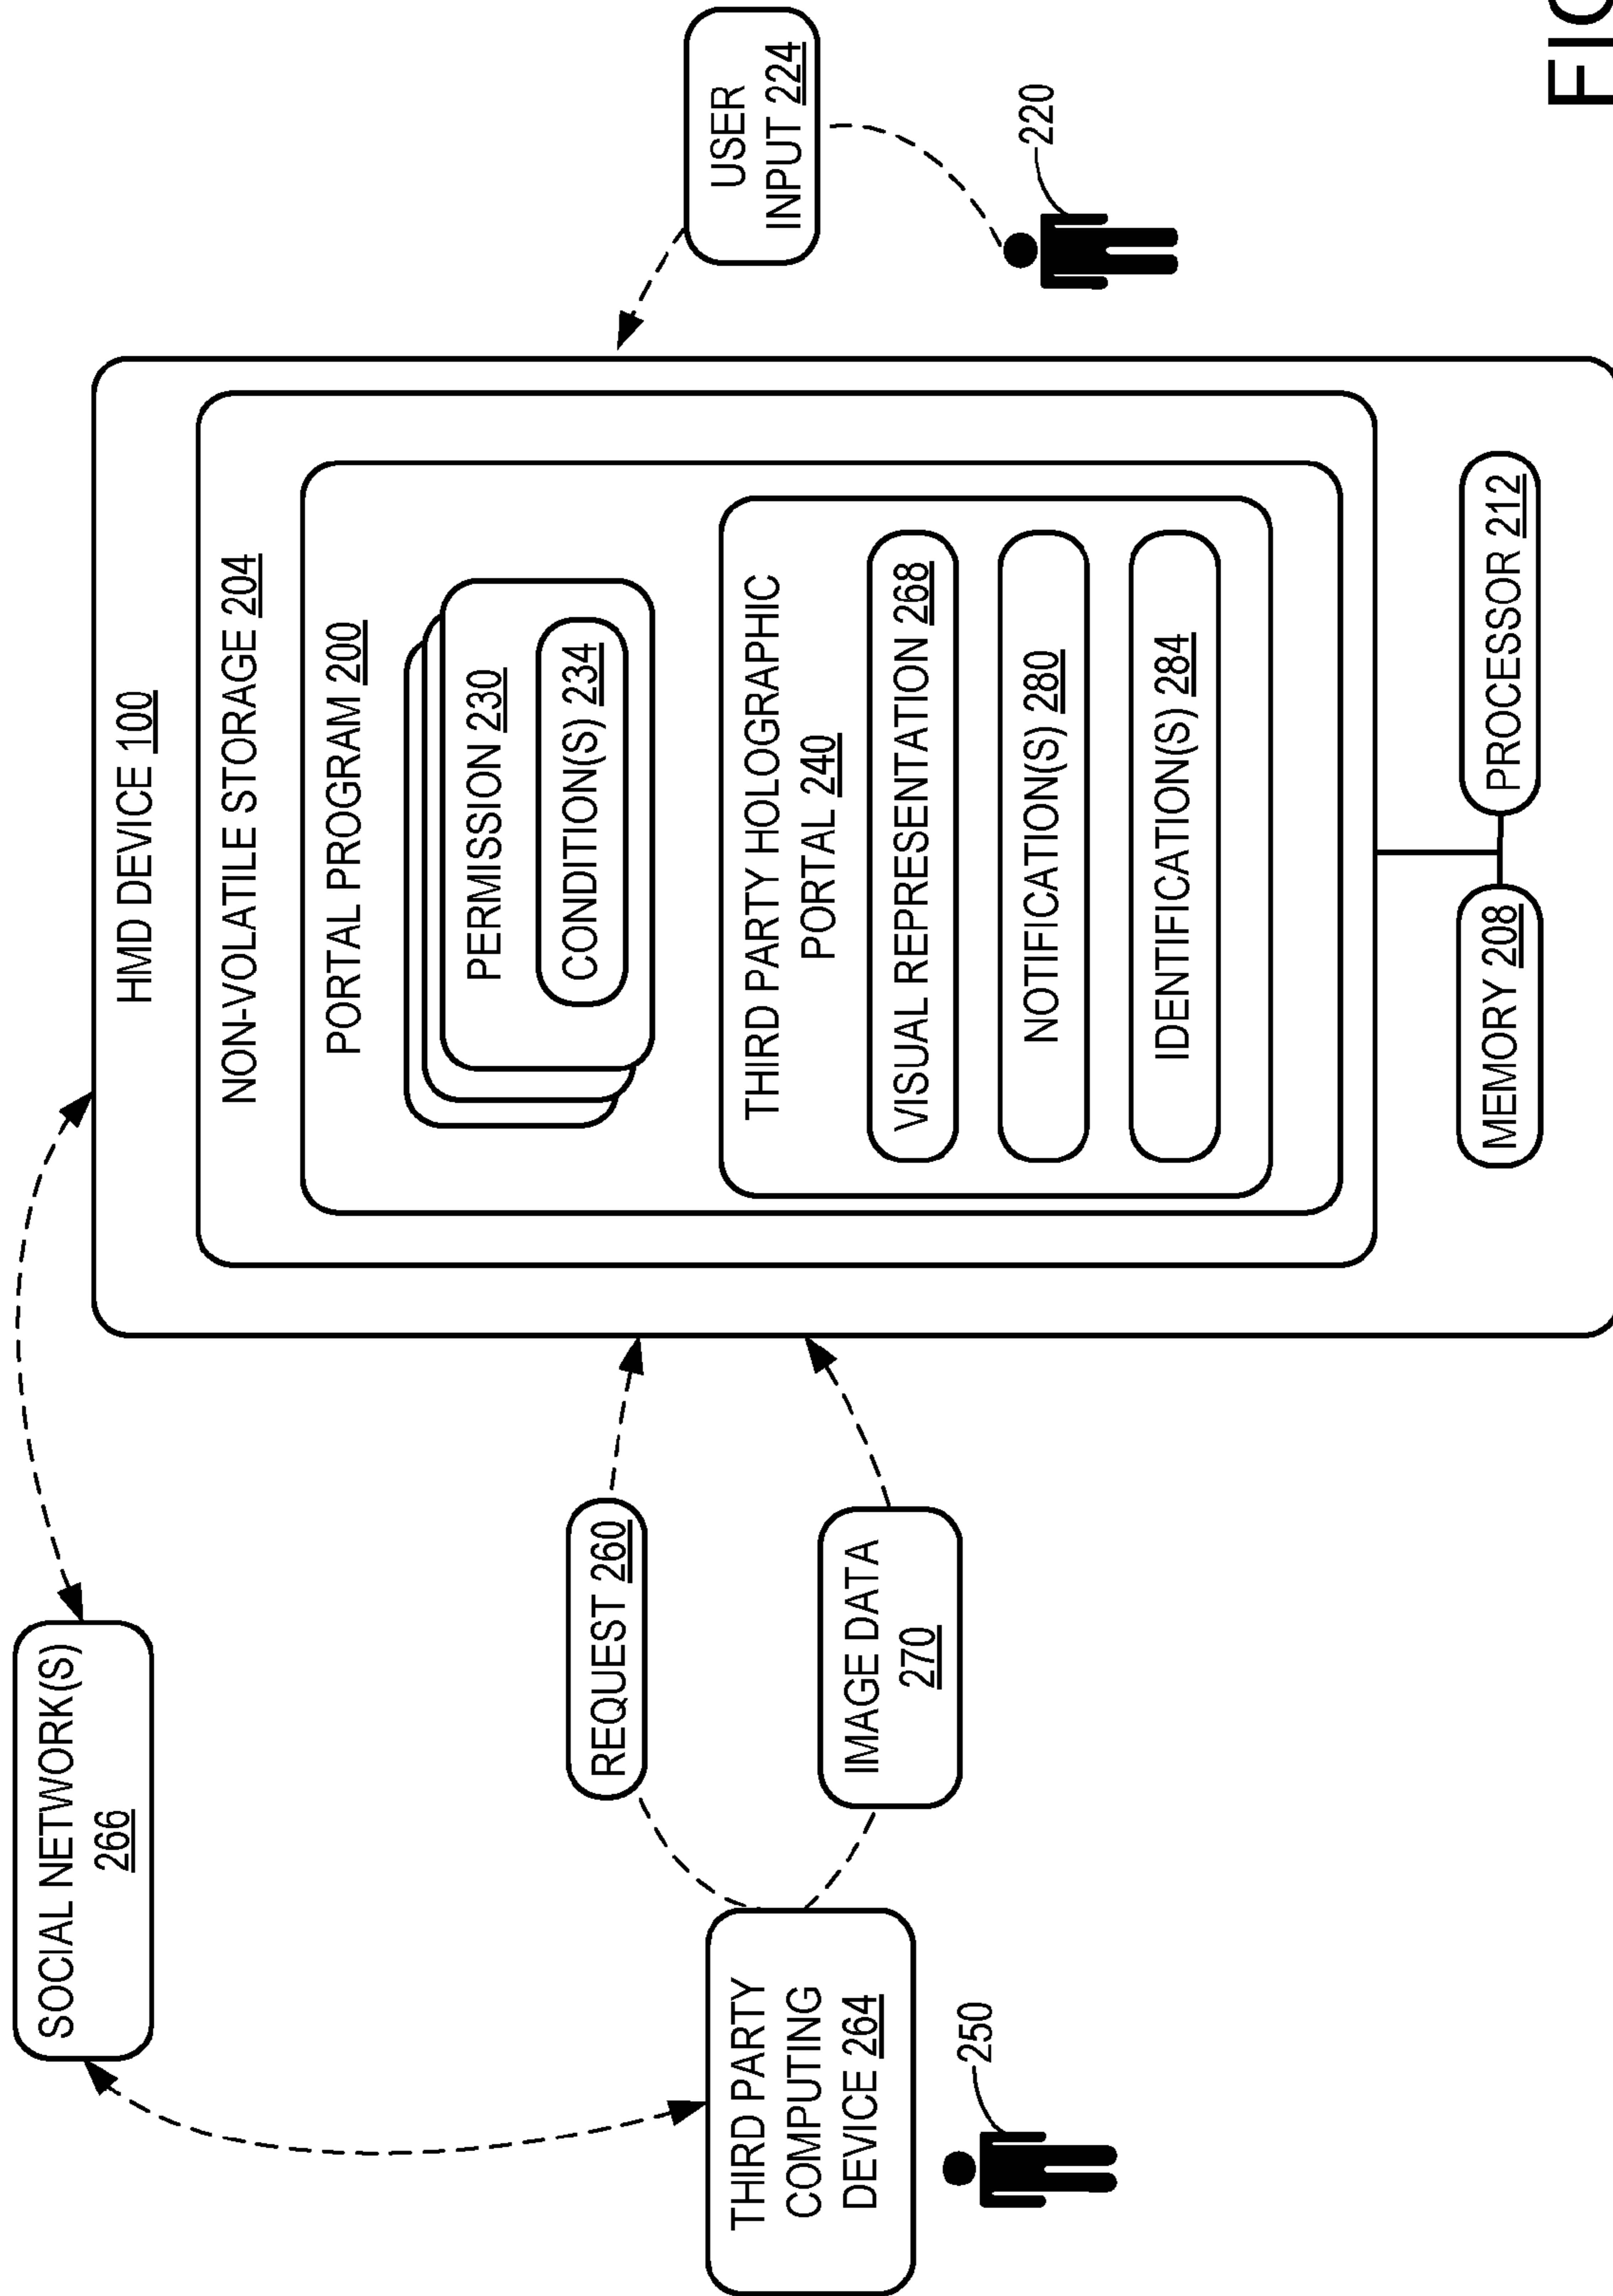 SOCIAL NETWORK(S)
266
THIRD PARTY
COMPUTING
DEVICE 264
250
REQUEST 260
IMAGE DATA
270
HMD DEVICE 100
NON-VOLATILE STORAGE 204
PORTAL PROGRAM 200
PERMISSION 230
CONDITION(S) 234
THIRD PARTY HOLOGRAPHIC
PORTAL 240
VISUAL REPRESENTATION 268
NOTIFICATION(S) 280
IDENTIFICATION(S) 284
MEMORY 208
PROCESSOR 212
USER
INPUT 224
220